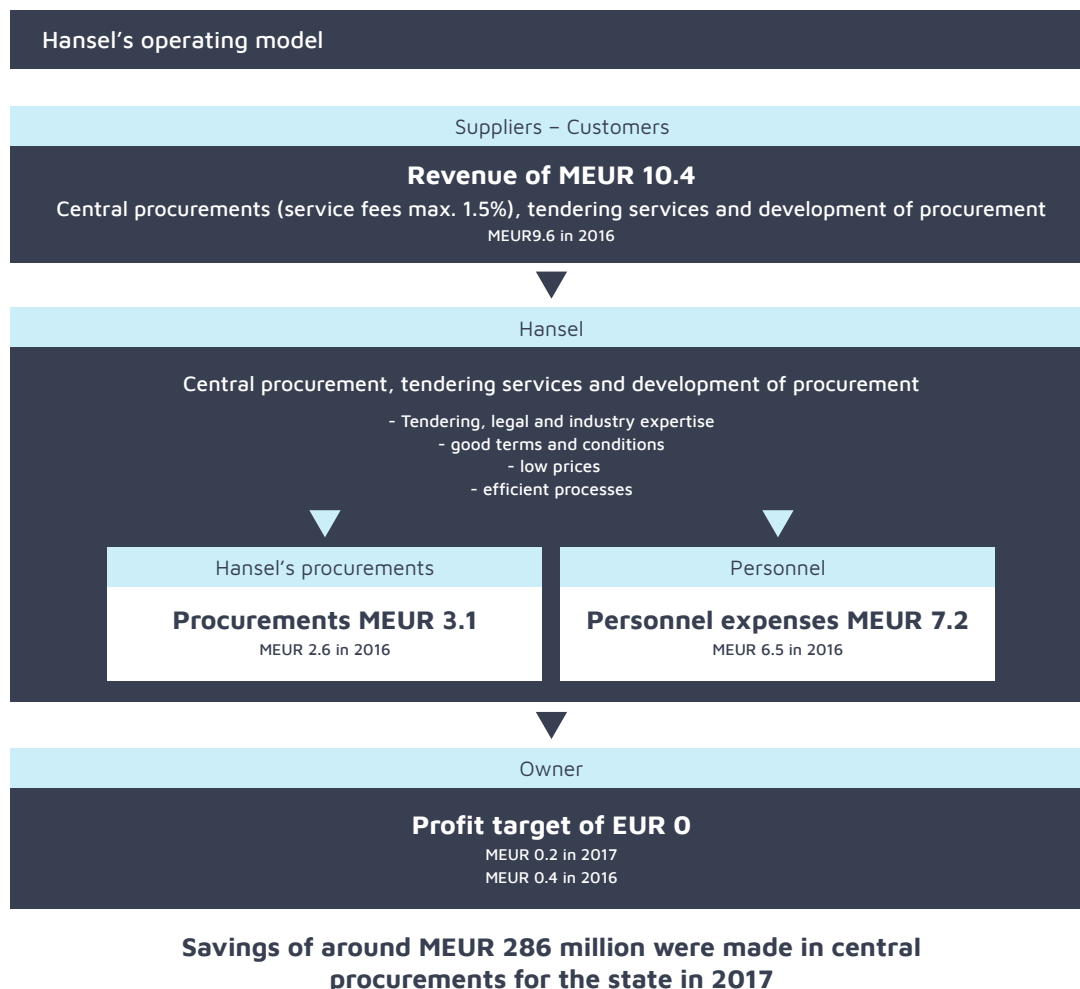 Hansel’s operating model
Suppliers – Customers
Revenue of MEUR 10.4
Central procurements (service fees max. 1.5%), tendering services and development of procurement
MEUR9.6 in 2016
Hansel
Central procurement, tendering services and development of procurement
- Tendering, legal and industry expertise
- good terms and conditions
- low prices
- efficient processes
Hansel’s procurements
Procurements MEUR 3.1
MEUR 2.6 in 2016
Personnel
Personnel expenses MEUR 7.2
MEUR 6.5 in 2016
Owner
Profit target of EUR 0
MEUR 0.2 in 2017
MEUR 0.4 in 2016
Savings of around MEUR 286 million were made in central
procurements for the state in 2017